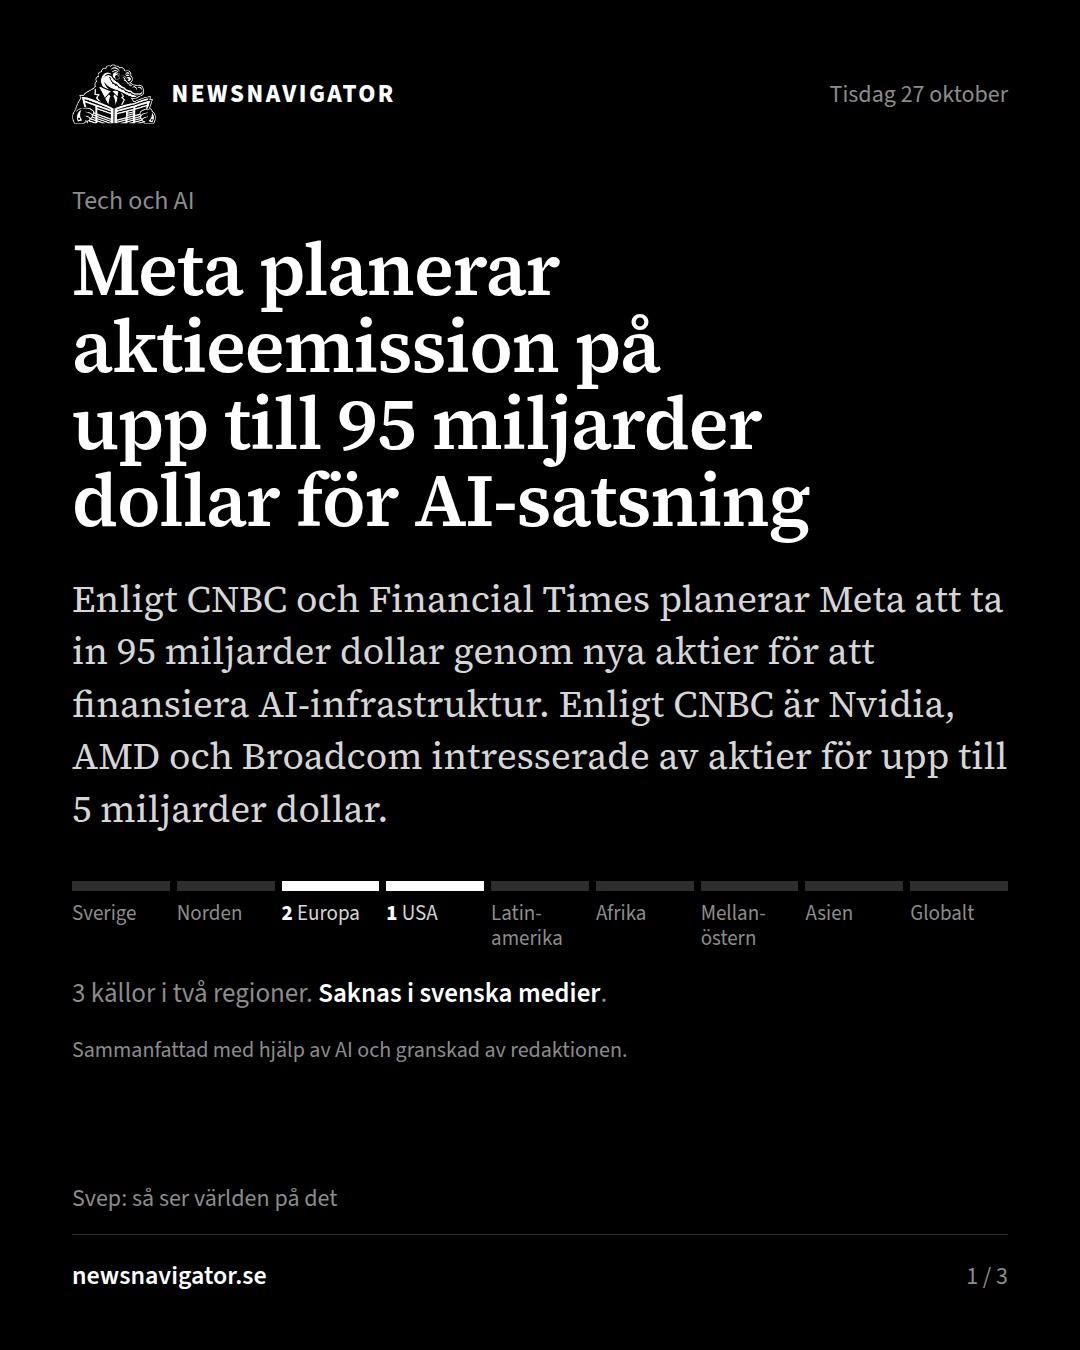 NEWSNAVIGATOR
Tisdag 27 oktober
Tech och AI
Meta planerar
aktieemission på
upp till 95 miljarder
dollar för AI-satsning
Enligt CNBC och Financial Times planerar Meta att ta
in 95 miljarder dollar genom nya aktier för att
finansiera AI-infrastruktur. Enligt CNBC är Nvidia,
AMD och Broadcom intresserade av aktier för upp till
5 miljarder dollar.
Sverige
Norden
2 Europa
1 USA
Latin-
amerika
Afrika
Mellan-
östern
Asien
Globalt
3 källor i två regioner. Saknas i svenska medier.
Sammanfattad med hjälp av AI och granskad av redaktionen.
Svep: så ser världen på det
newsnavigator.se
1 / 3